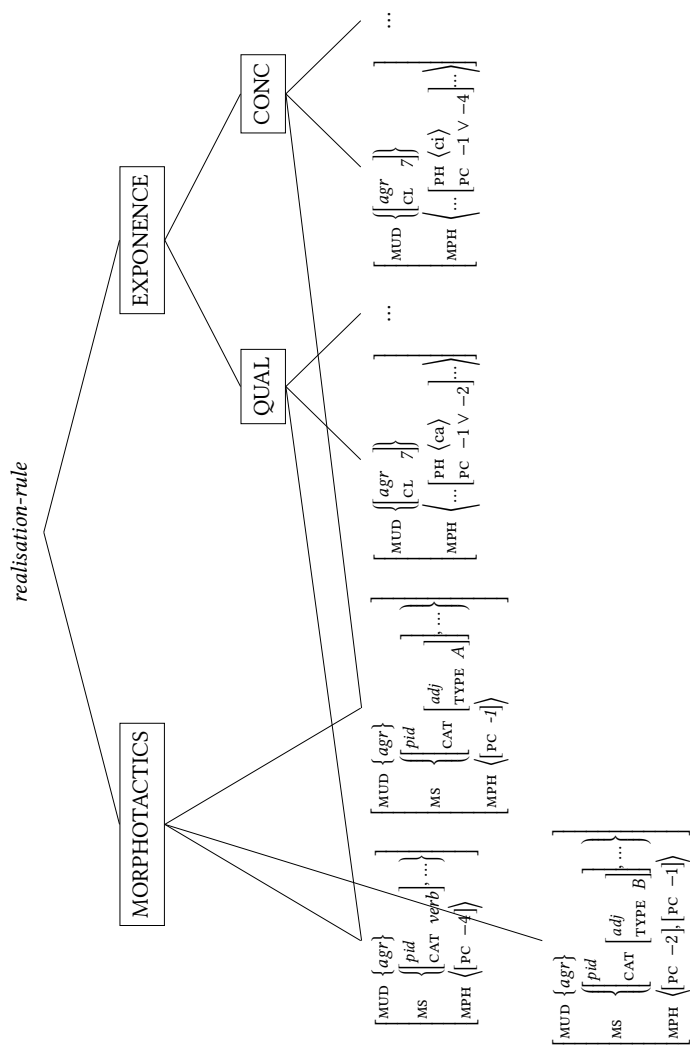 realisation-rule
MORPHOTACTICS
EXPONENCE
QUAL
CONC
MUD {agr}
MS {[pid
CAT verb], …}
MPH ⟨[PC −4]⟩
MUD {agr}
MS {[pid
CAT [adj
TYPE A]], …}
MPH ⟨[PC -1]⟩
MUD {[agr
CL 7]}
MPH ⟨… [PH ⟨ca⟩
PC −1 ∨ −2] …⟩
…
MUD {[agr
CL 7]}
MPH ⟨… [PH ⟨ci⟩
PC −1 ∨ −4] …⟩
…
MUD {agr}
MS {[pid
CAT [adj
TYPE B]], …}
MPH ⟨[PC −2], [PC −1]⟩